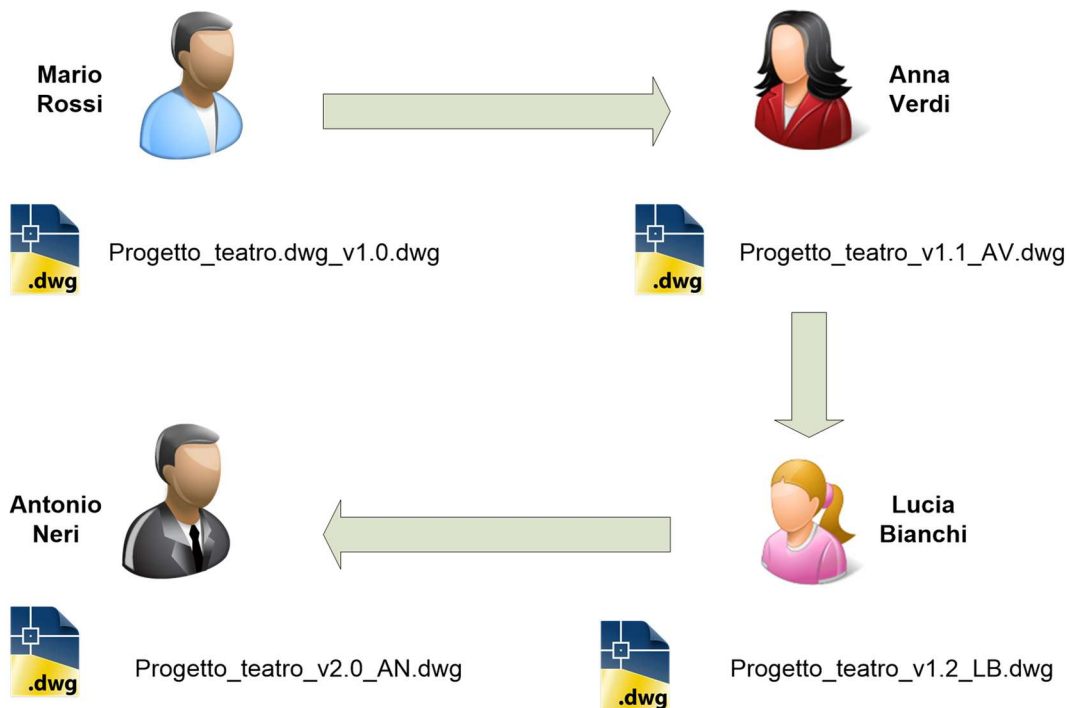 Mario
Rossi
Anna
Verdi
.dwg
Progetto_teatro.dwg_v1.0.dwg
.dwg
Progetto_teatro_v1.1_AV.dwg
Antonio
Neri
Lucia
Bianchi
.dwg
Progetto_teatro_v2.0_AN.dwg
.dwg
Progetto_teatro_v1.2_LB.dwg